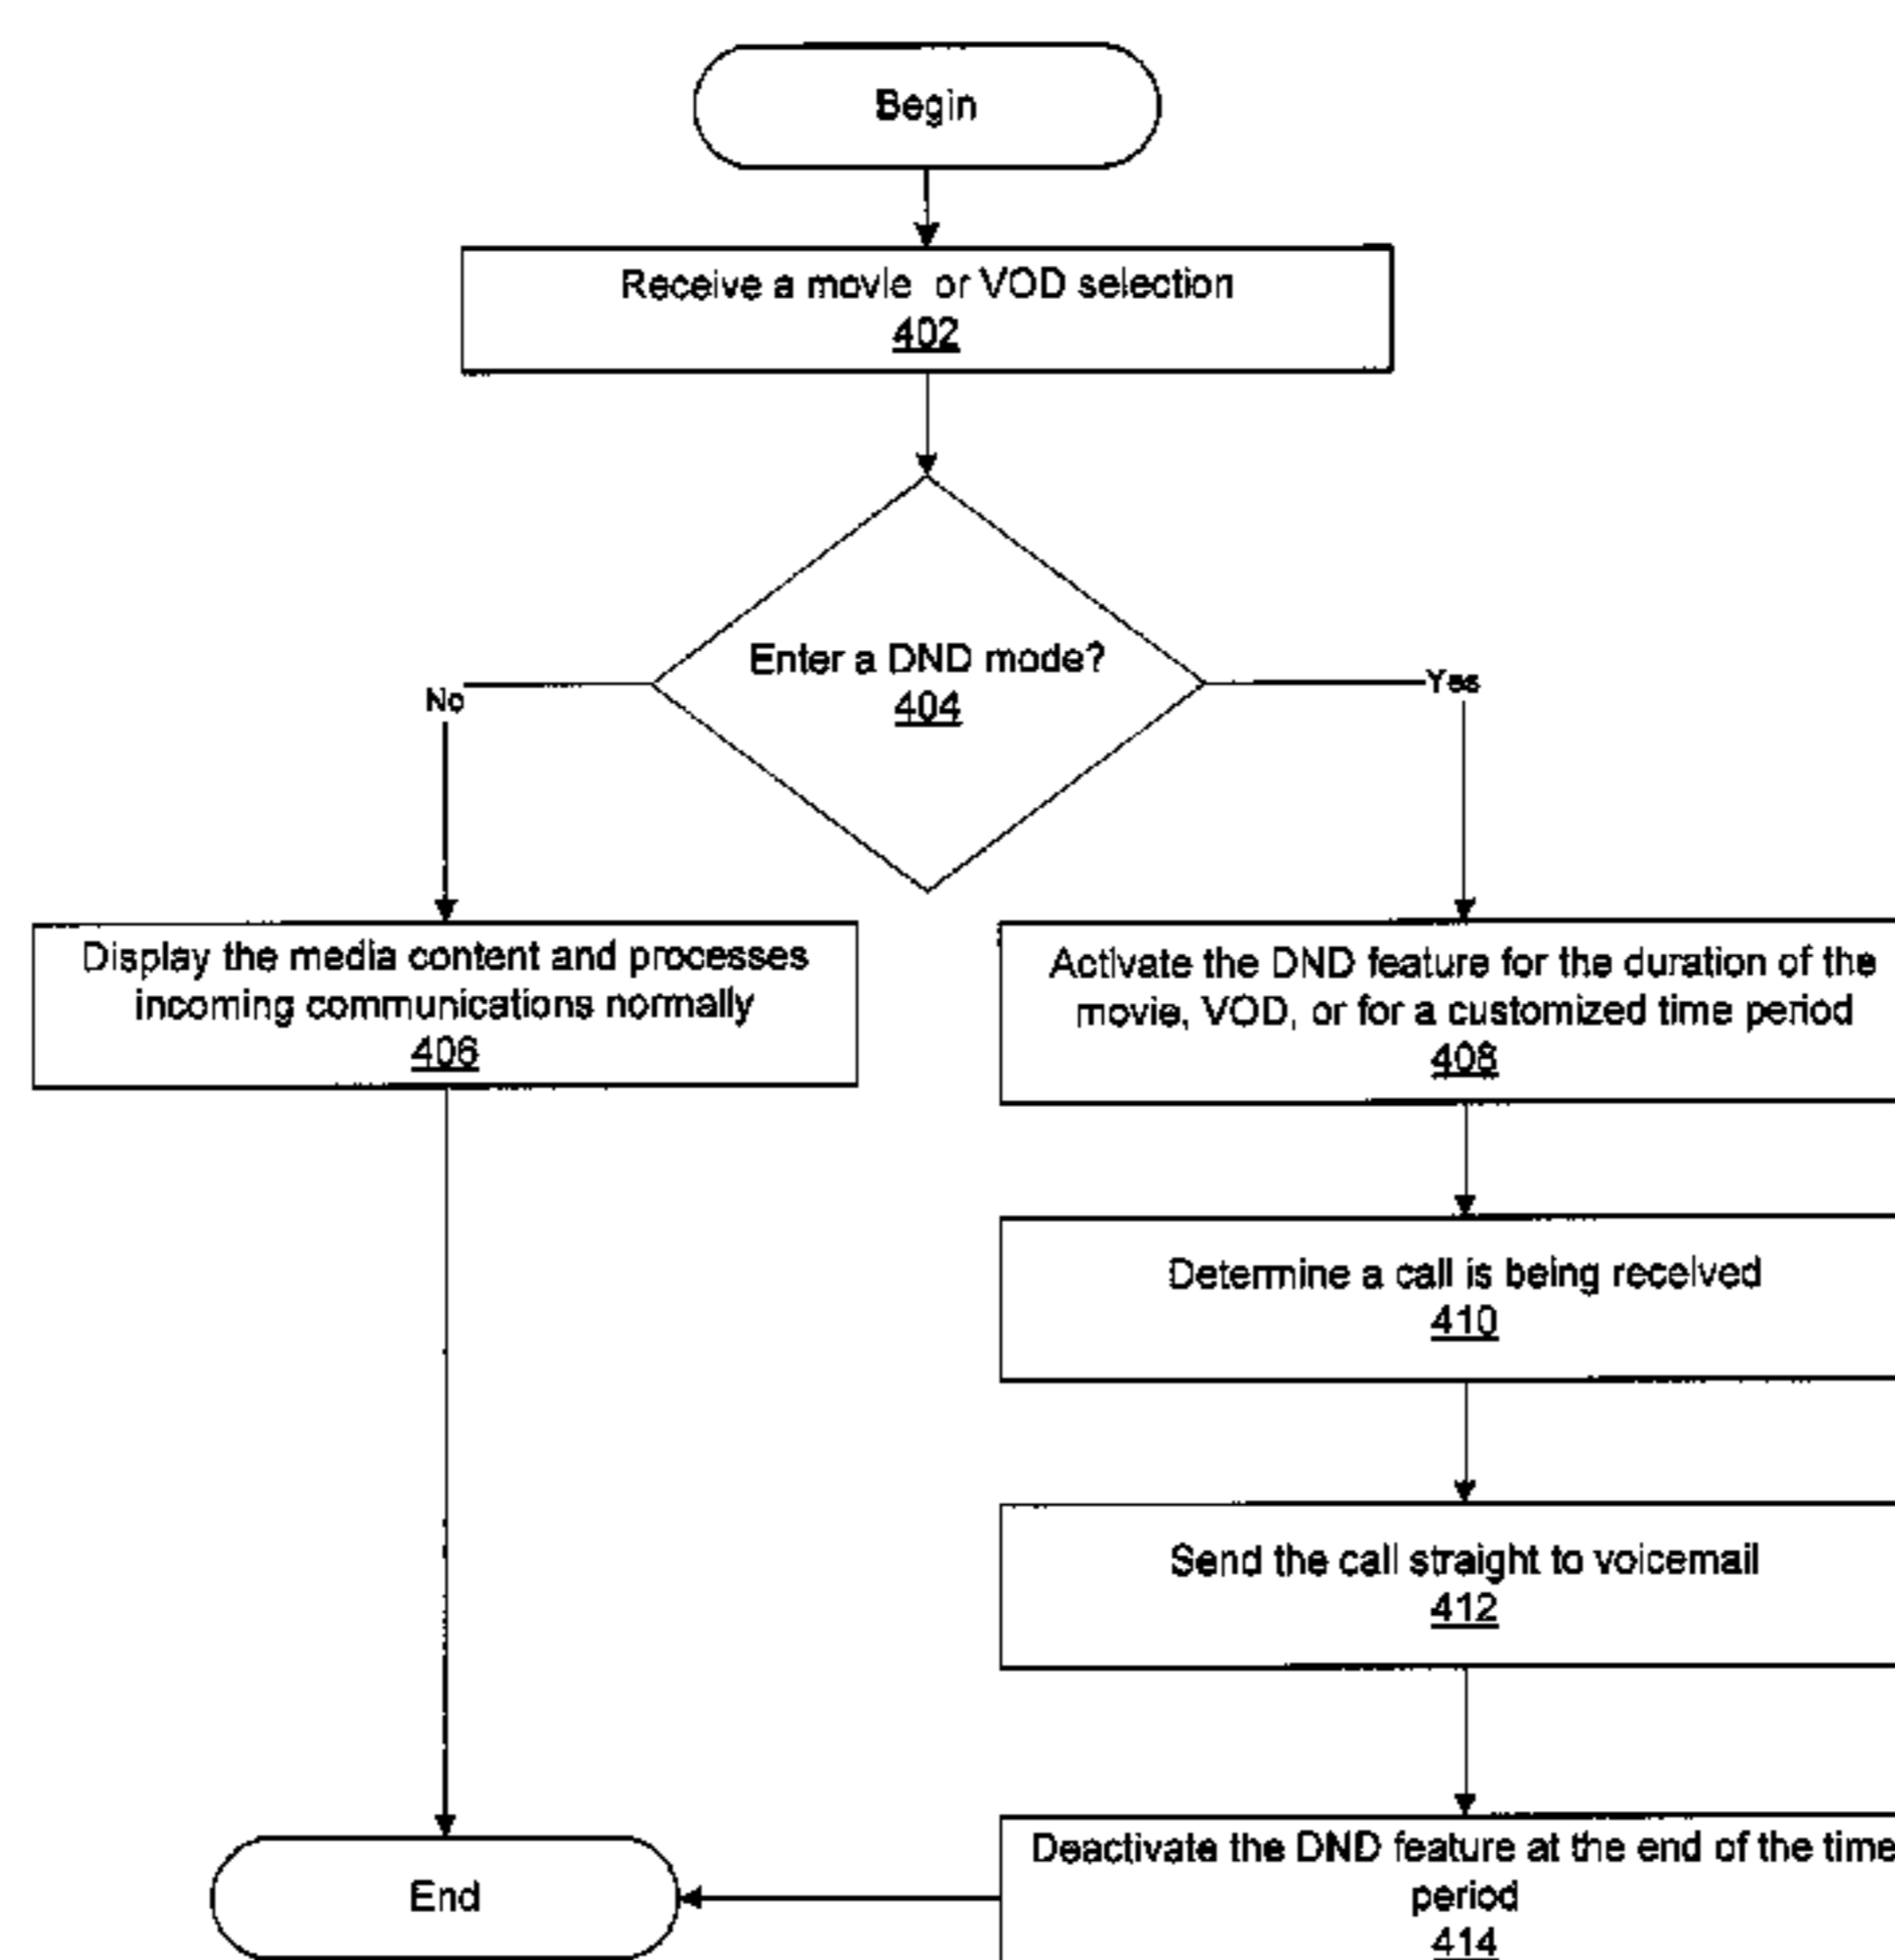 Begin
Receive a movie or VOD selection
402
Enter a DND mode?
404
No
Yes
Display the media content and processes
incoming communications normally
406
Activate the DND feature for the duration of the
movie, VOD, or for a customized time period
408
Determine a call is being received
410
Send the call straight to voicemail
412
Deactivate the DND feature at the end of the time
period
414
End